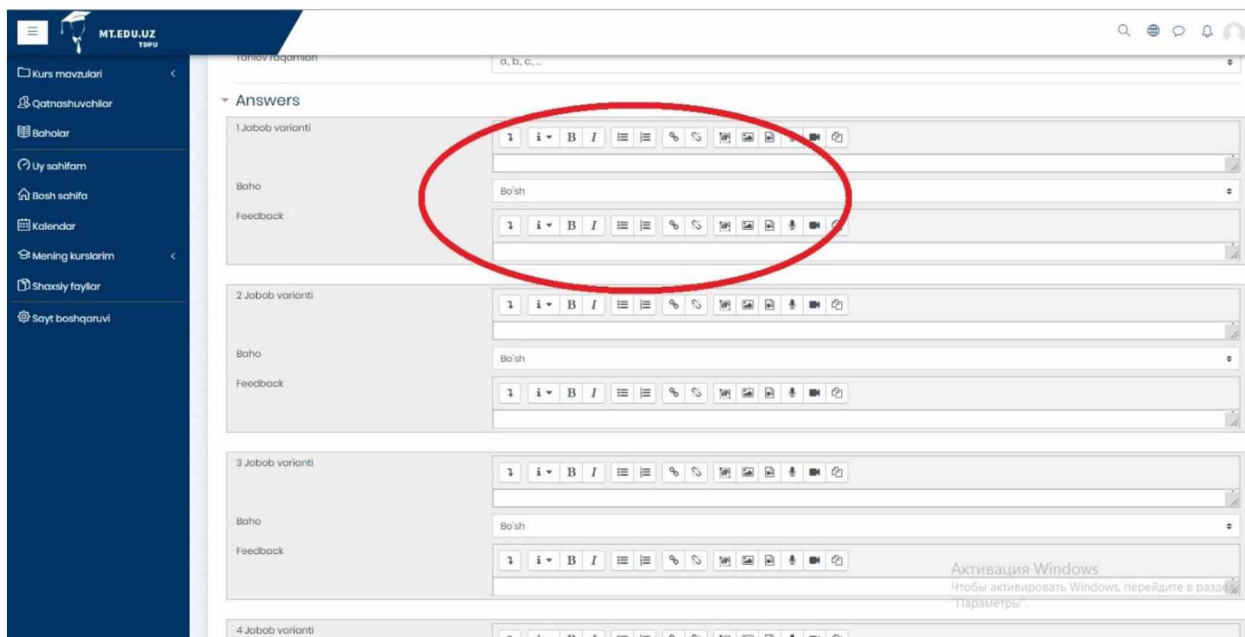 MT.EDU.UZ
TDPU
Kurs mavzulari
Qatnashuvchilar
Baholar
Uy sahifam
Bosh sahifa
Kalendar
Mening kurslarim
Shaxsiy fayllar
Sayt boshqaruvi
Tanlov raqamlari
a, b, c, ...
Answers
1 Jabob varianti
i B I
Baho
Bo'sh
Feedback
i B I
2 Jabob varianti
i B I
Baho
Bo'sh
Feedback
i B I
3 Jabob varianti
i B I
Baho
Bo'sh
Feedback
i B I
4 Jabob varianti
Активация Windows
Чтобы активировать Windows, перейдите в раздел
"Параметры".